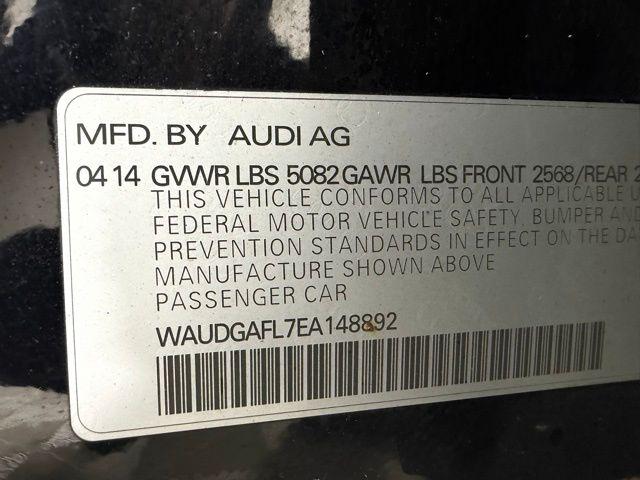 MFD. BY AUDI AG
04 14 GVWR LBS 5082 GAWR LBS FRONT 2568/REAR 2
THIS VEHICLE CONFORMS TO ALL APPLICABLE U
FEDERAL MOTOR VEHICLE SAFETY, BUMPER AND
PREVENTION STANDARDS IN EFFECT ON THE DA
MANUFACTURE SHOWN ABOVE
PASSENGER CAR
WAUDGAFL7EA148892